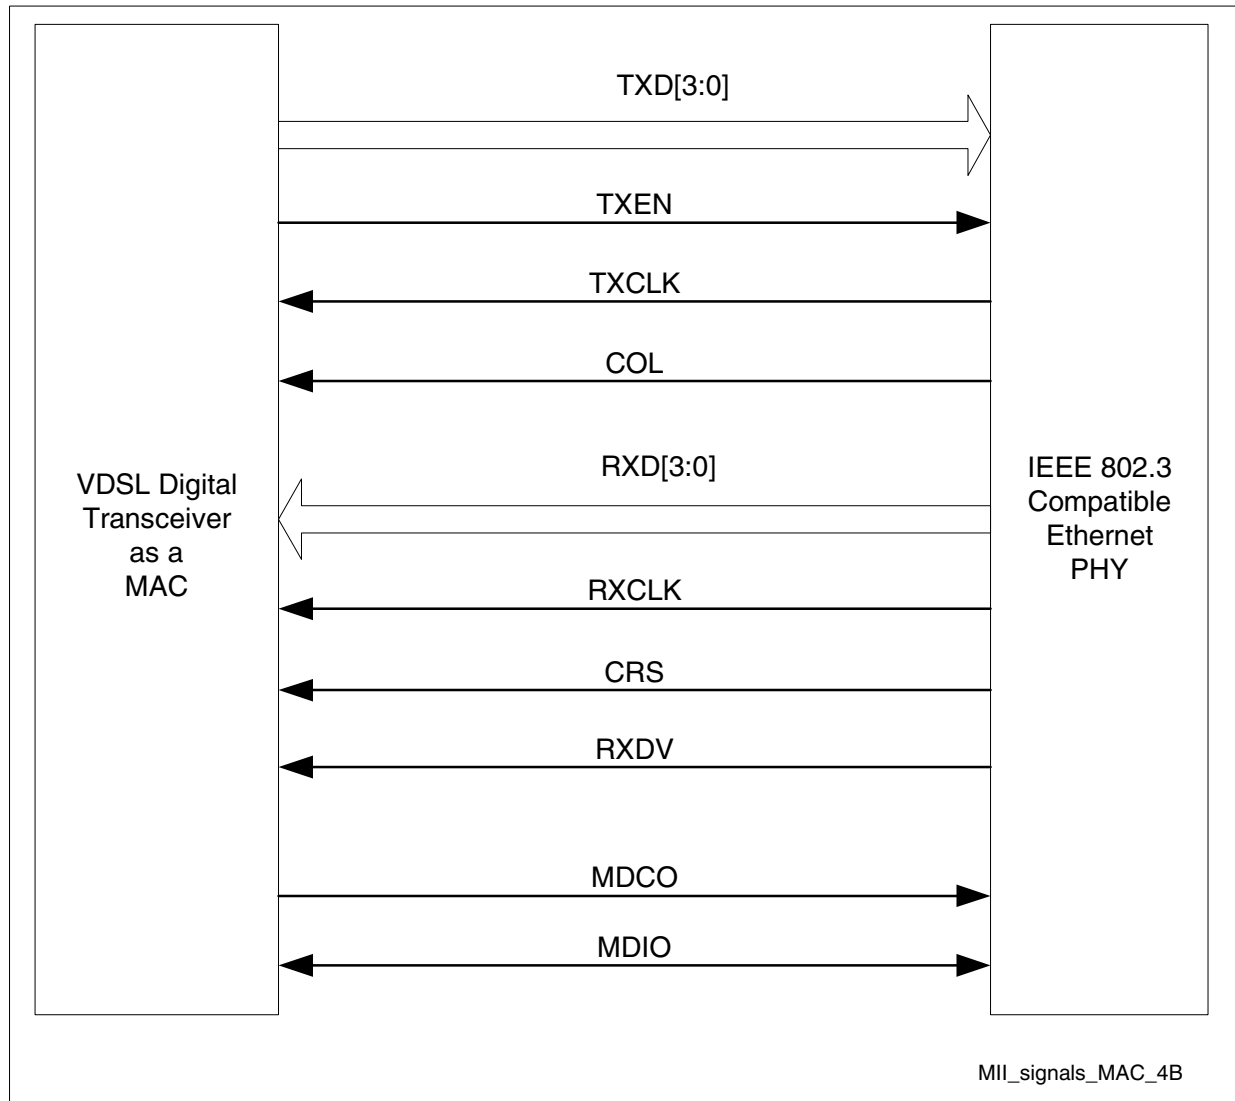 TXD[3:0]
TXEN
TXCLK
COL
RXD[3:0]
RXCLK
CRS
RXDV
MDCO
MDIO
VDSL Digital
Transceiver
as a
MAC
IEEE 802.3
Compatible
Ethernet
PHY
MII_signals_MAC_4B